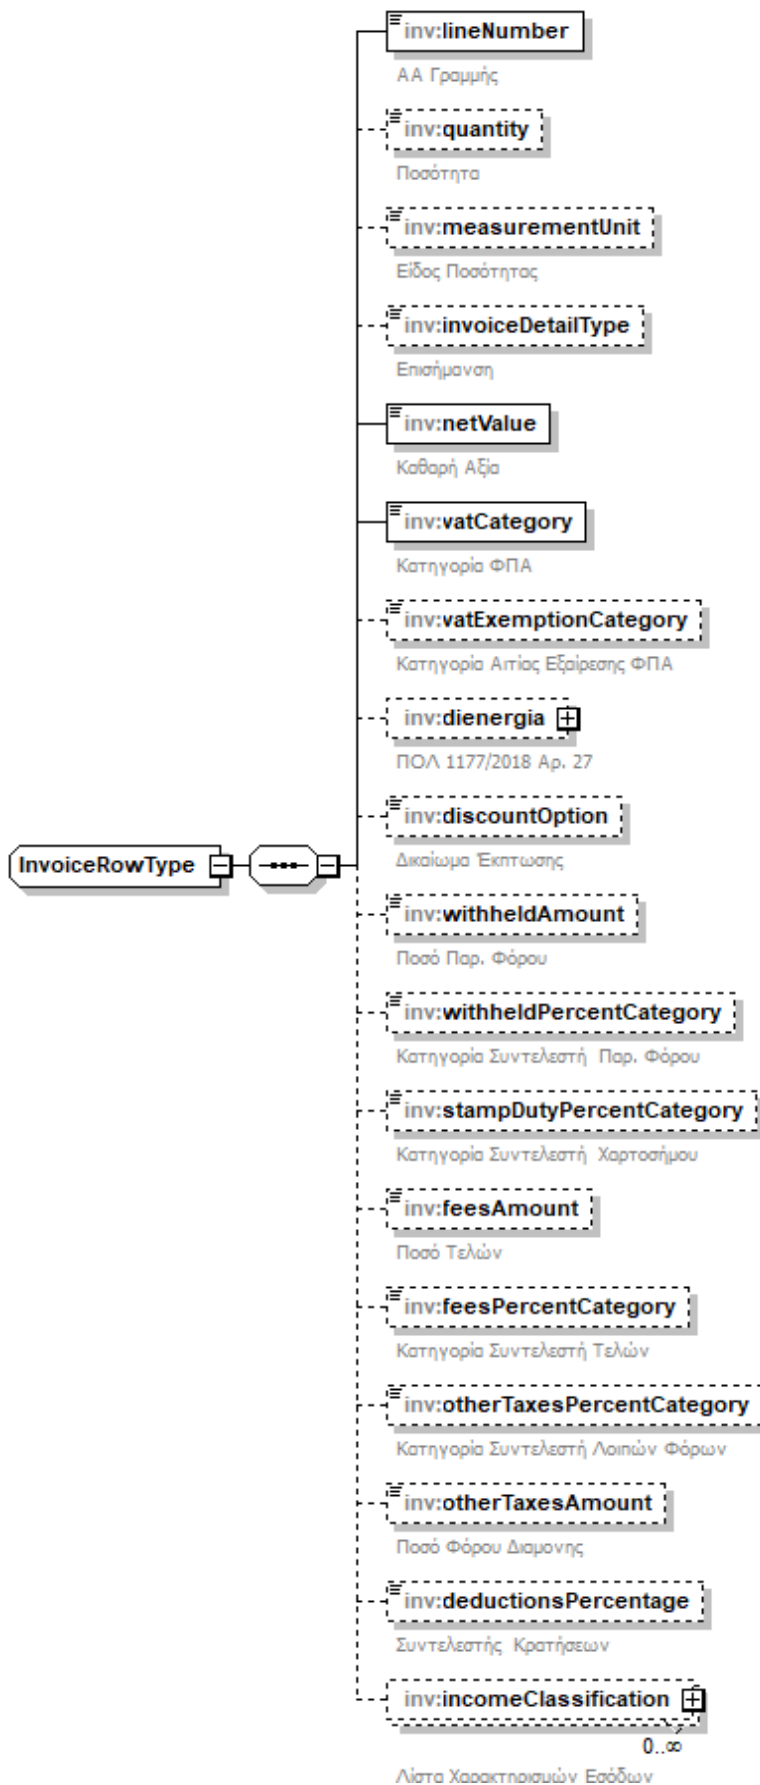 inv:lineNumber
ΑΑ Γραμμής
inv:quantity
Ποσότητα
inv:measurementUnit
Είδος Ποσότητας
inv:invoiceDetailType
Επισήμανση
inv:netValue
Καθαρή Αξία
inv:vatCategory
Κατηγορία ΦΠΑ
inv:vatExemptionCategory
Κατηγορία Αιτίας Εξαίρεσης ΦΠΑ
inv:dienergia
ΠΟΛ 1177/2018 Αρ. 27
inv:discountOption
Δικαίωμα Έκπτωσης
InvoiceRowType
inv:withheldAmount
Ποσό Παρ. Φόρου
inv:withheldPercentCategory
Κατηγορία Συντελεστή Παρ. Φόρου
inv:stampDutyPercentCategory
Κατηγορία Συντελεστή Χαρτοσήμου
inv:feesAmount
Ποσό Τελών
inv:feesPercentCategory
Κατηγορία Συντελεστή Τελών
inv:otherTaxesPercentCategory
Κατηγορία Συντελεστή Λοιπών Φόρων
inv:otherTaxesAmount
Ποσό Φόρου Διαμονης
inv:deductionsPercentage
Συντελεστής Κρατήσεων
inv:incomeClassification
0..∞
Λίστα Χαρακτηρισμών Εσόδων